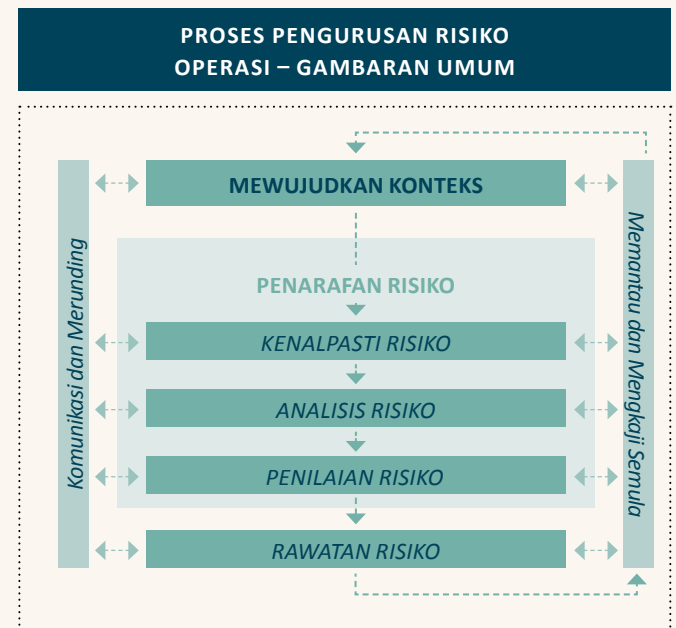 PROSES PENGURUSAN RISIKO
OPERASI – GAMBARAN UMUM
MEWUJUDKAN KONTEKS
Komunikasi dan Merunding
Memantau dan Mengkaji Semula
PENARAFAN RISIKO
KENALPASTI RISIKO
ANALISIS RISIKO
PENILAIAN RISIKO
RAWATAN RISIKO